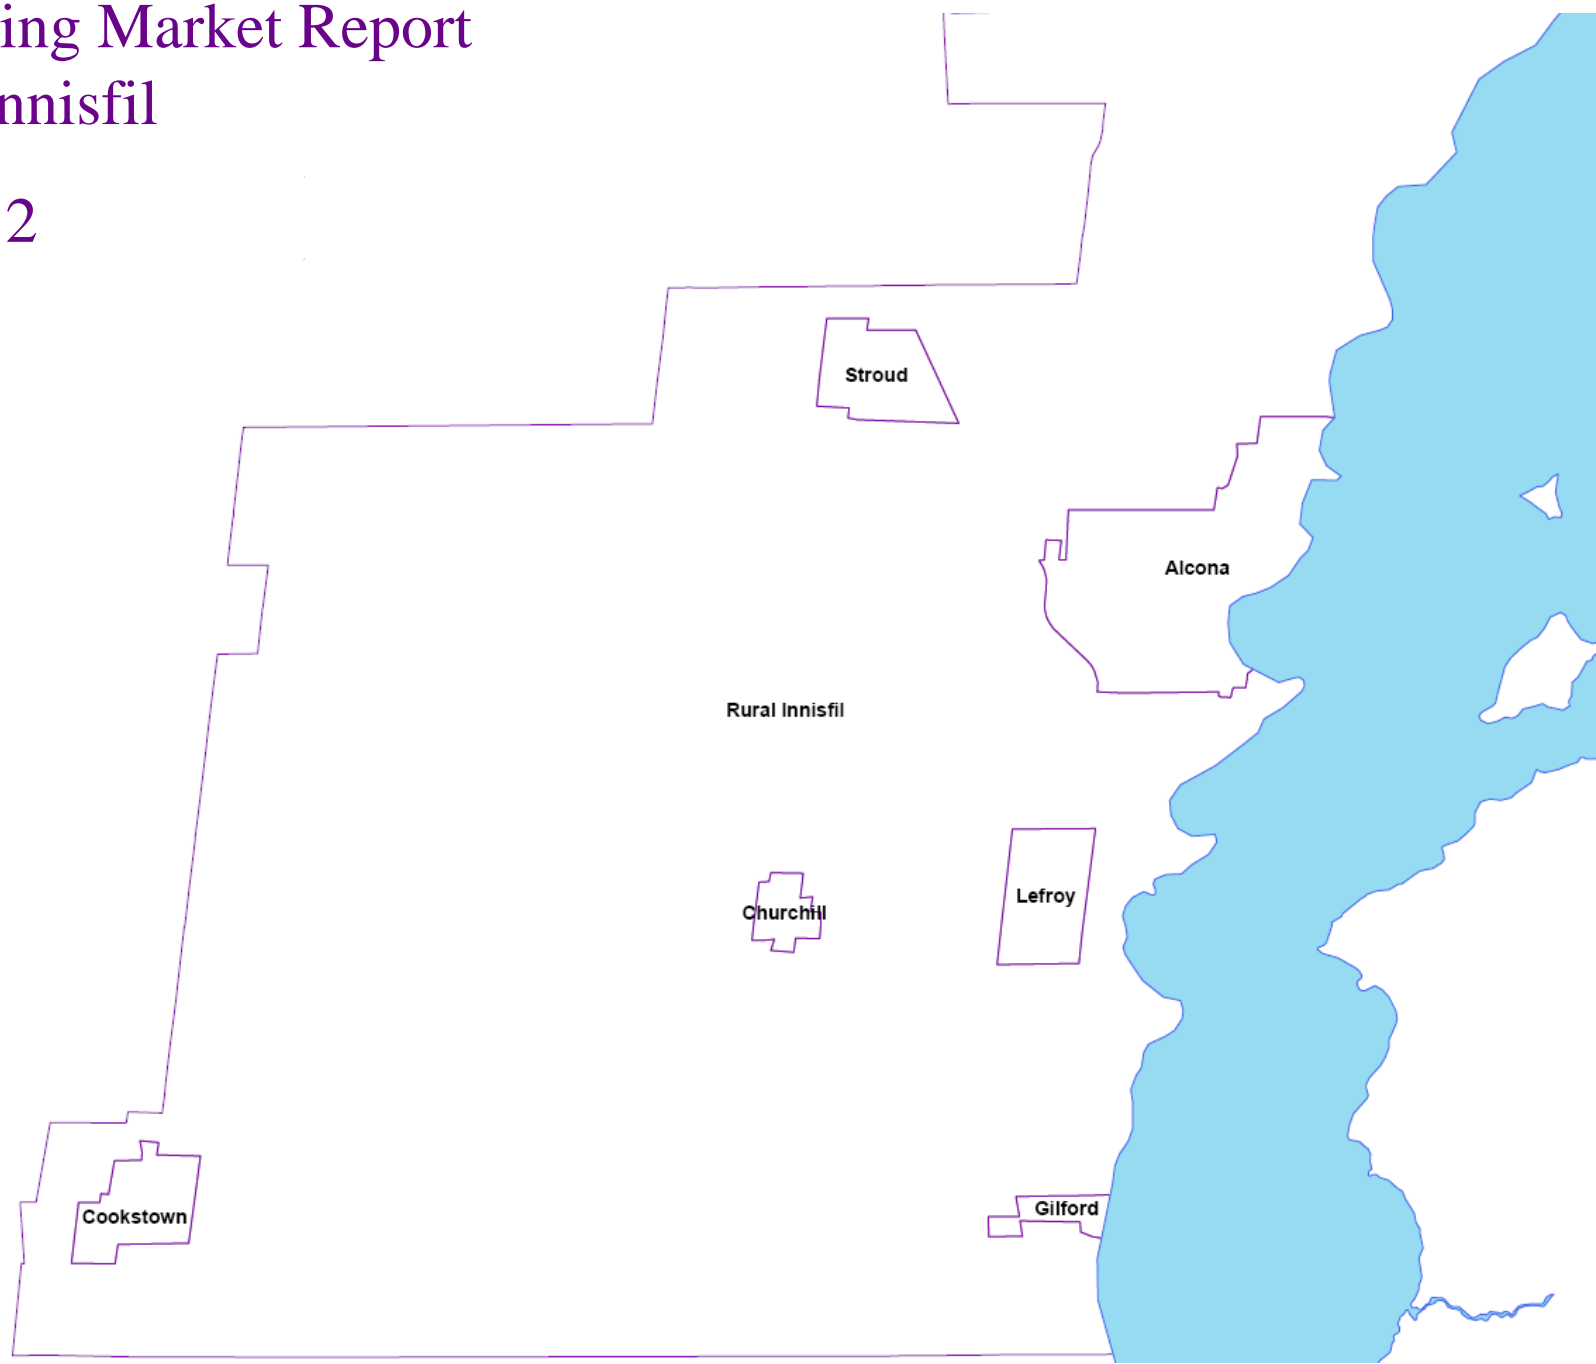 ing Market Report
nnisfil
2
Stroud
Alcona
Rural Innisfil
Lefroy
Churchill
Gilford
Cookstown